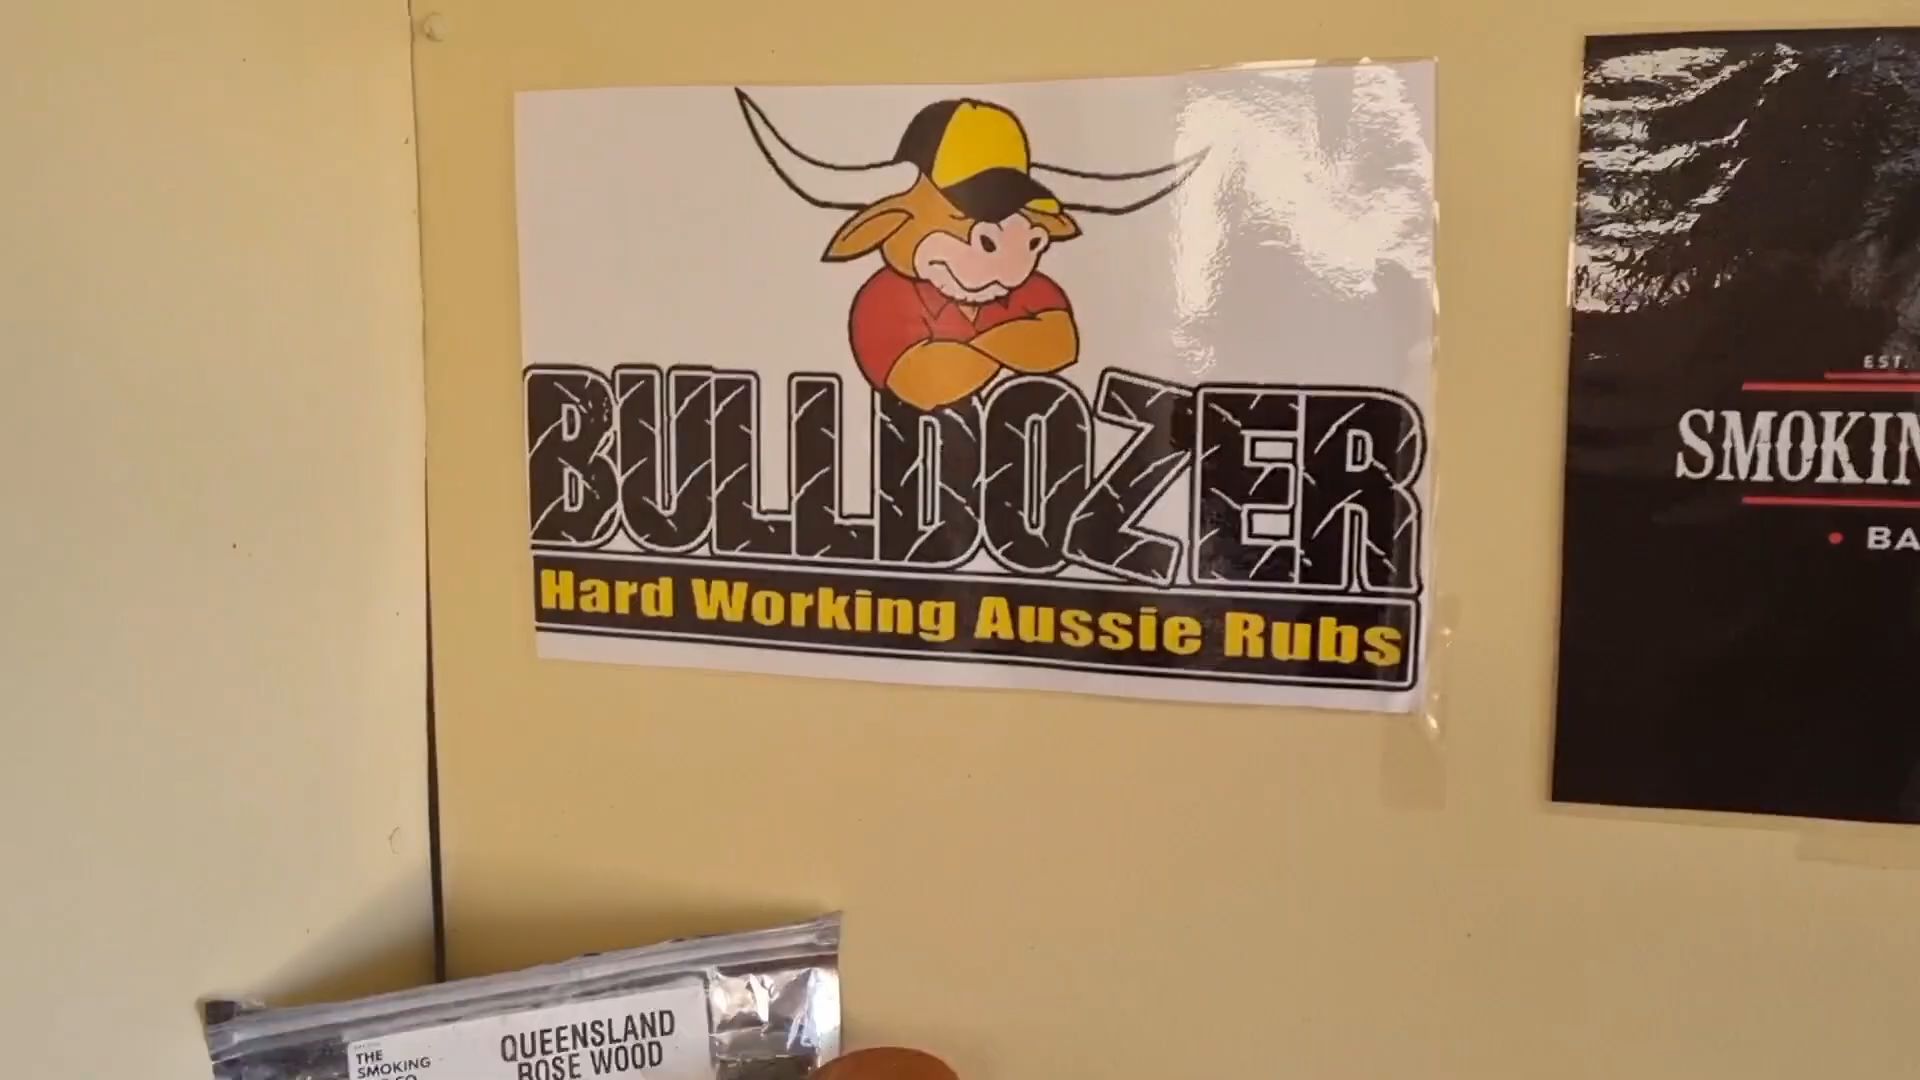 BULLDOZER
Hard Working Aussie Rubs
EST.
SMOKIN
BA
THE
SMOKING
QUEENSLAND
ROSE WOOD